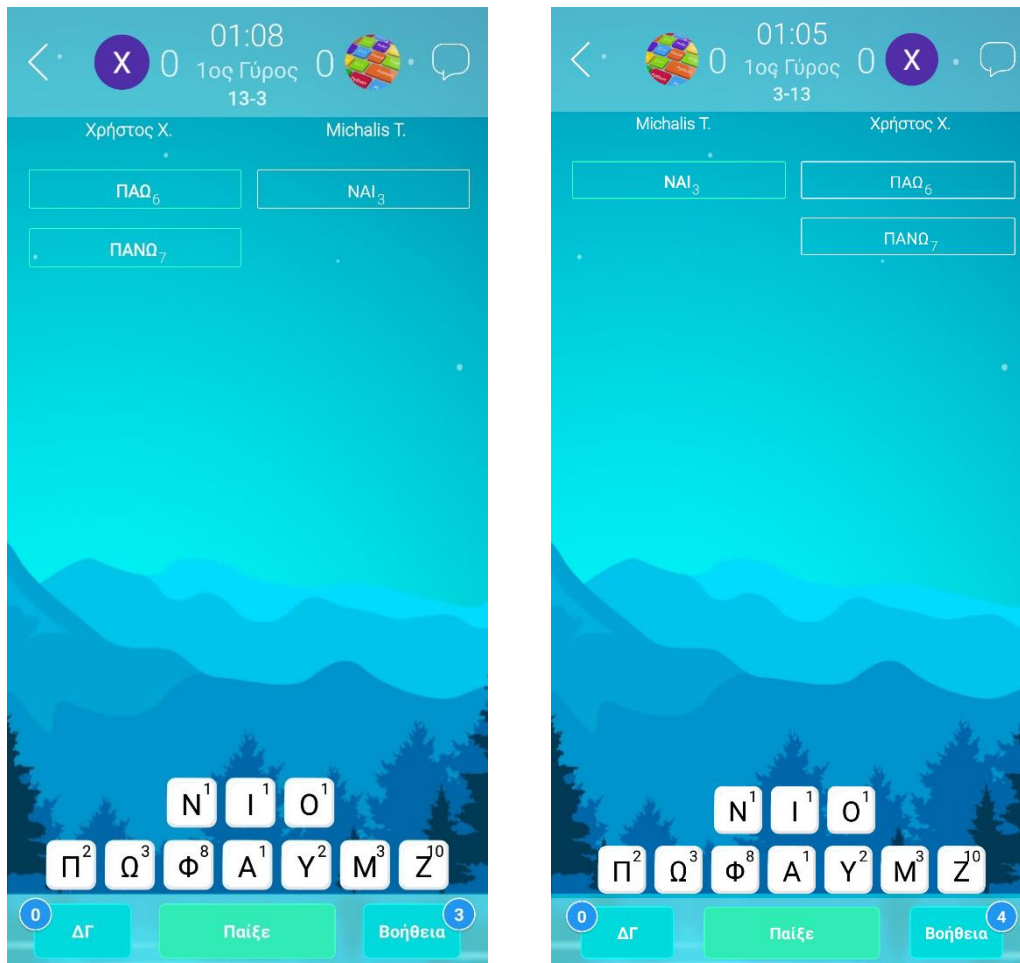 01:08
X 0 1ος Γύρος 0
13-3
Χρήστος Χ. Michalis T.
ΠΑΩ6 ΝΑΙ3
ΠΑΝΩ7
Ν1 Ι1 Ο1
Π2 Ω3 Φ8 Α1 Υ2 Μ3 Ζ10
0 ΔΓ Παίξε Βοήθεια 3
01:05
0 1ος Γύρος 0 X
3-13
Michalis T. Χρήστος Χ.
ΝΑΙ3 ΠΑΩ6
ΠΑΝΩ7
Ν1 Ι1 Ο1
Π2 Ω3 Φ8 Α1 Υ2 Μ3 Ζ10
0 ΔΓ Παίξε Βοήθεια 4